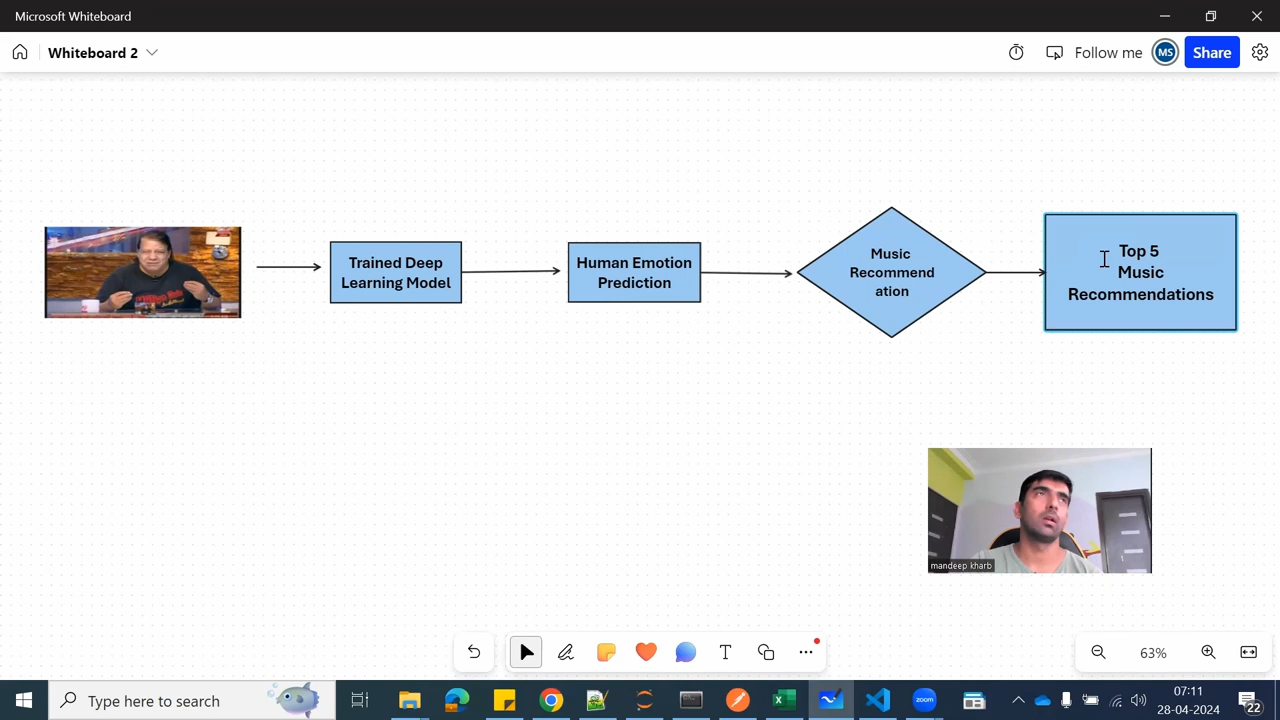 Microsoft Whiteboard
Whiteboard 2
Follow me
MS
Share
Trained Deep
Learning Model
Human Emotion
Prediction
Music
Recommend
ation
Top 5
Music
Recommendations
mandeep kharb
63%
Type here to search
zoom
07:11
28-04-2024
22